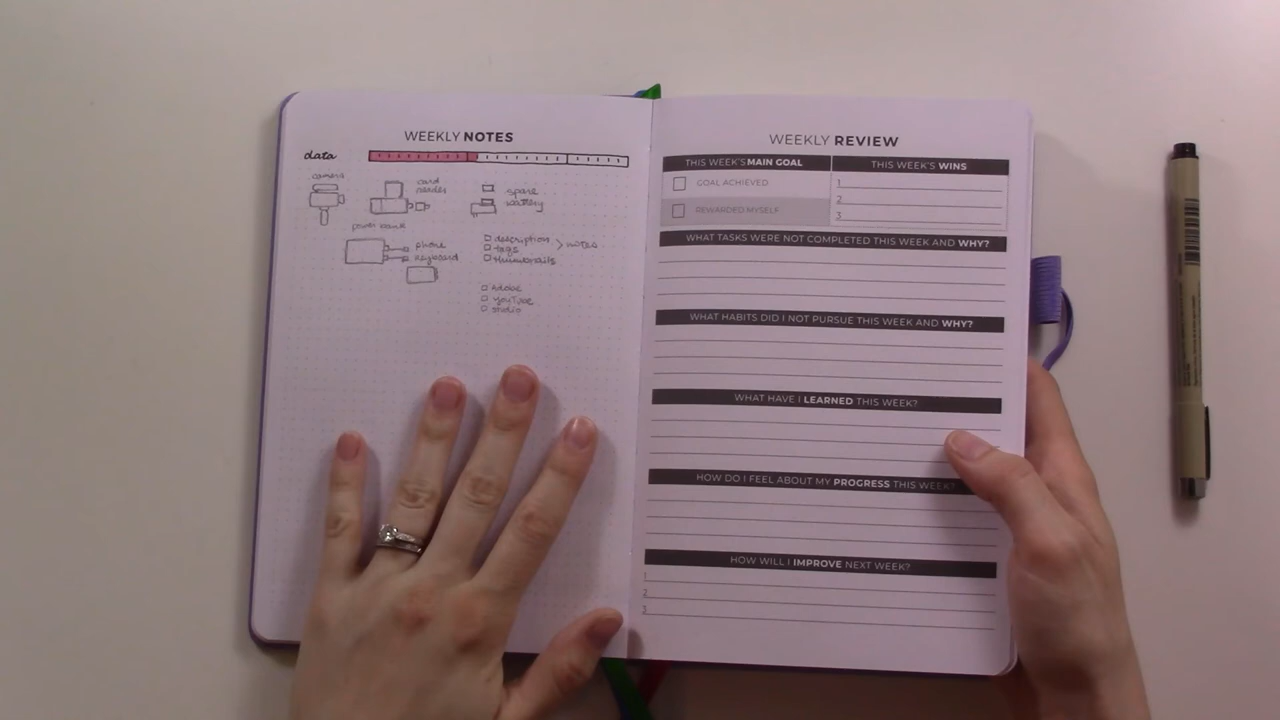 WEEKLY NOTES
data
camera
card
reader
spare
battery
power bank
phone
keyboard
description
tags
thumbnails
notes
Adobe
YouTube
studio
WEEKLY REVIEW
THIS WEEK'S MAIN GOAL
GOAL ACHIEVED
REWARDED MYSELF
THIS WEEK'S WINS
1
2
3
WHAT TASKS WERE NOT COMPLETED THIS WEEK AND WHY?
WHAT HABITS DID I NOT PURSUE THIS WEEK AND WHY?
WHAT HAVE I LEARNED THIS WEEK?
HOW DO I FEEL ABOUT MY PROGRESS THIS WEEK?
HOW WILL I IMPROVE NEXT WEEK?
1
2
3